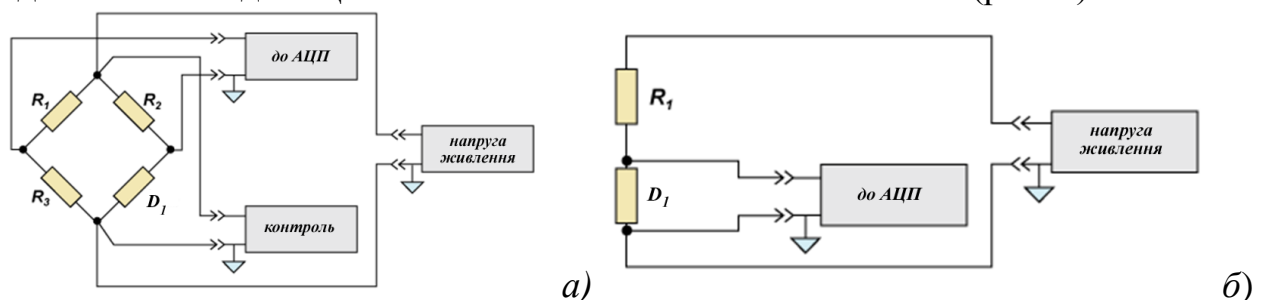 до АЦП
R1
R2
напруга
живлення
R3
D1
контроль
а)
R1
напруга
живлення
D1
до АЦП
б)